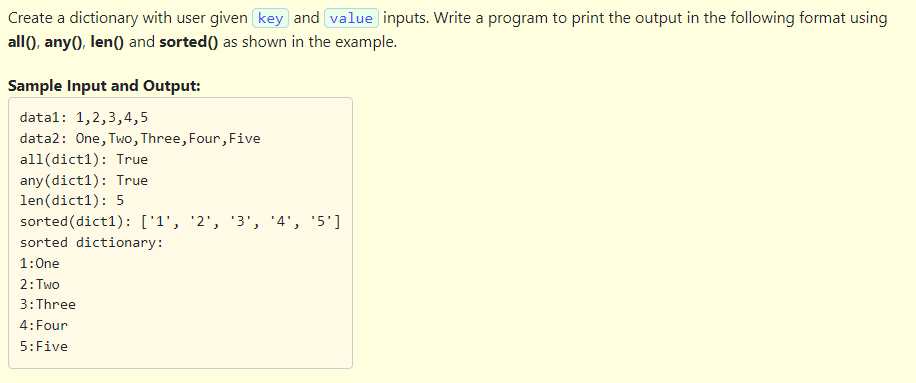 Create a dictionary with user given key and value inputs. Write a program to print the output in the following format using
all(), any(), len() and sorted() as shown in the example.
Sample Input and Output:
data1: 1,2,3,4,5
data2: One,Two,Three,Four,Five
all(dict1): True
any(dict1): True
len(dict1): 5
sorted(dict1): ['1', '2', '3', '4', '5']
sorted dictionary:
1:One
2:Two
3:Three
4:Four
5:Five